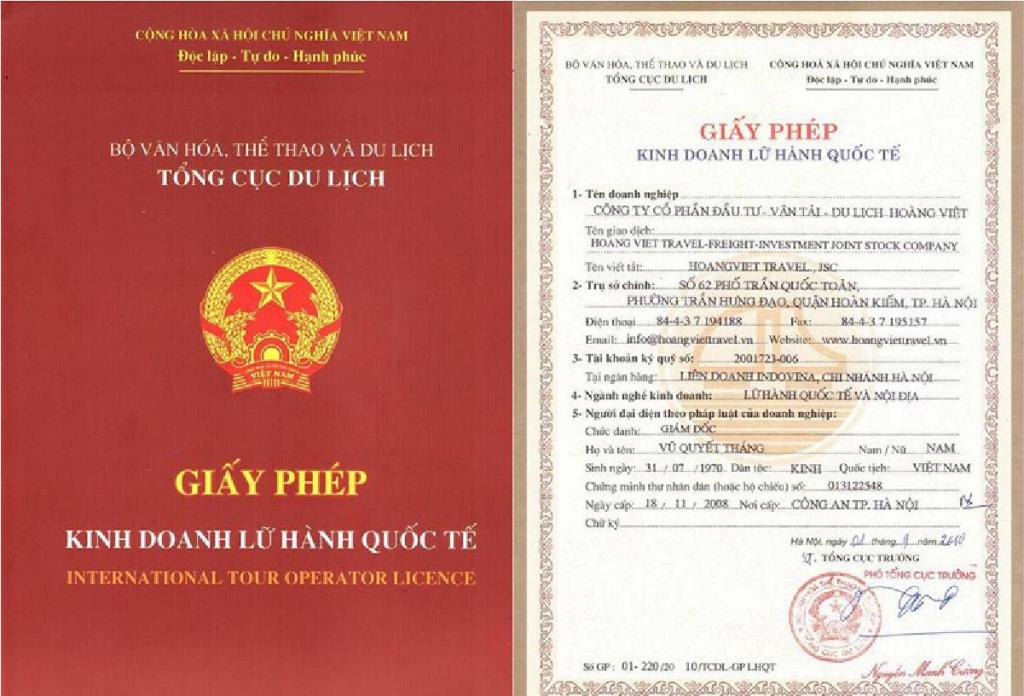 CỘNG HÒA XÃ HỘI CHỦ NGHĨA VIỆT NAM
Độc lập - Tự do - Hạnh phúc
BỘ VĂN HÓA, THỂ THAO VÀ DU LỊCH
TỔNG CỤC DU LỊCH
VIỆT NAM
GIẤY PHÉP
KINH DOANH LỮ HÀNH QUỐC TẾ
INTERNATIONAL TOUR OPERATOR LICENCE
BỘ VĂN HÓA, THỂ THAO VÀ DU LỊCH
TỔNG CỤC DU LỊCH
CỘNG HOÀ XÃ HỘI CHỦ NGHĨA VIỆT NAM
Độc lập - Tự do - Hạnh phúc
GIẤY PHÉP
KINH DOANH LỮ HÀNH QUỐC TẾ
1- Tên doanh nghiệp
CÔNG TY CỔ PHẦN ĐẦU TƯ - VẬN TẢI - DU LỊCH HOÀNG VIỆT
Tên giao dịch:
HOANG VIET TRAVEL-FREIGHT-INVESTMENT JOINT STOCK COMPANY
Tên viết tắt: HOANGVIET TRAVEL., JSC
2- Trụ sở chính: SỐ 62 PHỐ TRẦN QUỐC TOẢN,
PHƯỜNG TRẦN HƯNG ĐẠO, QUẬN HOÀN KIẾM, TP. HÀ NỘI
Điện thoại 84-4-3 7 194188 Fax: 84-4-3 7 195157
Email: info@hoangviettravel.vn Website: www.hoangviettravel.vn
3- Tài khoản ký quỹ số: 2001723-006
Tại ngân hàng: LIÊN DOANH INDOVINA, CHI NHÁNH HÀ NỘI
4- Ngành nghề kinh doanh: LỮ HÀNH QUỐC TẾ VÀ NỘI ĐỊA
5- Người đại diện theo pháp luật của doanh nghiệp:
Chức danh: GIÁM ĐỐC
Họ và tên: VŨ QUYẾT THẮNG Nam / Nữ NAM
Sinh ngày: 31 / 07 /1970 Dân tộc: KINH Quốc tịch: VIỆT NAM
Chứng minh thư nhân dân (hoặc hộ chiếu) số: 013122548
Ngày cấp: 18 / 11 / 2008 Nơi cấp: CÔNG AN TP. HÀ NỘI
Chữ ký
Hà Nội, ngày 01 tháng năm 2010
TỔNG CỤC TRƯỞNG
PHÓ TỔNG CỤC TRƯỞNG
Số GP: 01- 220/20 10/TCDL-GP LHQT
Nguyễn Mạnh Cường